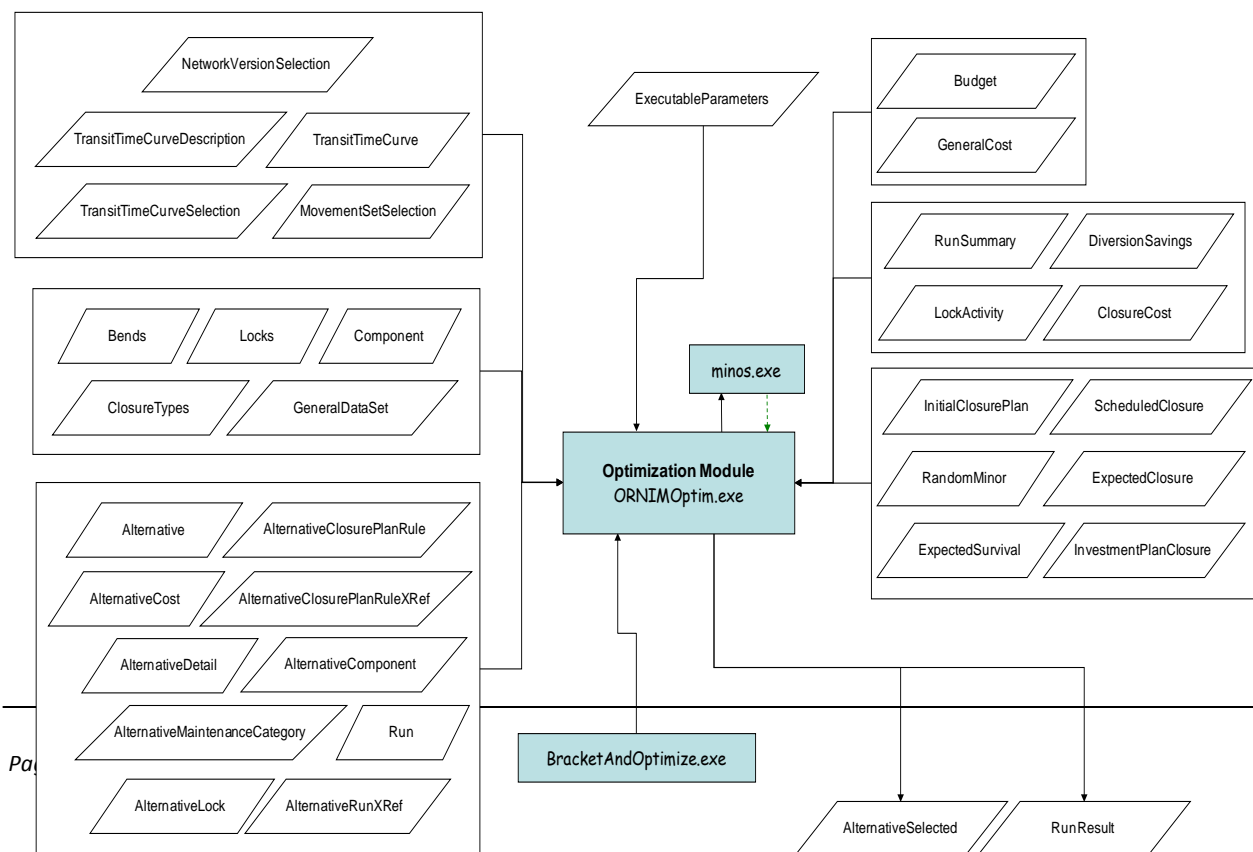 NetworkVersionSelection
TransitTimeCurveDescription
TransitTimeCurve
TransitTimeCurveSelection
MovementSetSelection
Bends
Locks
Component
ClosureTypes
GeneralDataSet
Alternative
AlternativeClosurePlanRule
AlternativeCost
AlternativeClosurePlanRuleXRef
AlternativeDetail
AlternativeComponent
AlternativeMaintenanceCategory
Run
AlternativeLock
AlternativeRunXRef
ExecutableParameters
minos.exe
Optimization Module
ORNIMOptim.exe
BracketAndOptimize.exe
Budget
GeneralCost
RunSummary
DiversionSavings
LockActivity
ClosureCost
InitialClosurePlan
ScheduledClosure
RandomMinor
ExpectedClosure
ExpectedSurvival
InvestmentPlanClosure
AlternativeSelected
RunResult